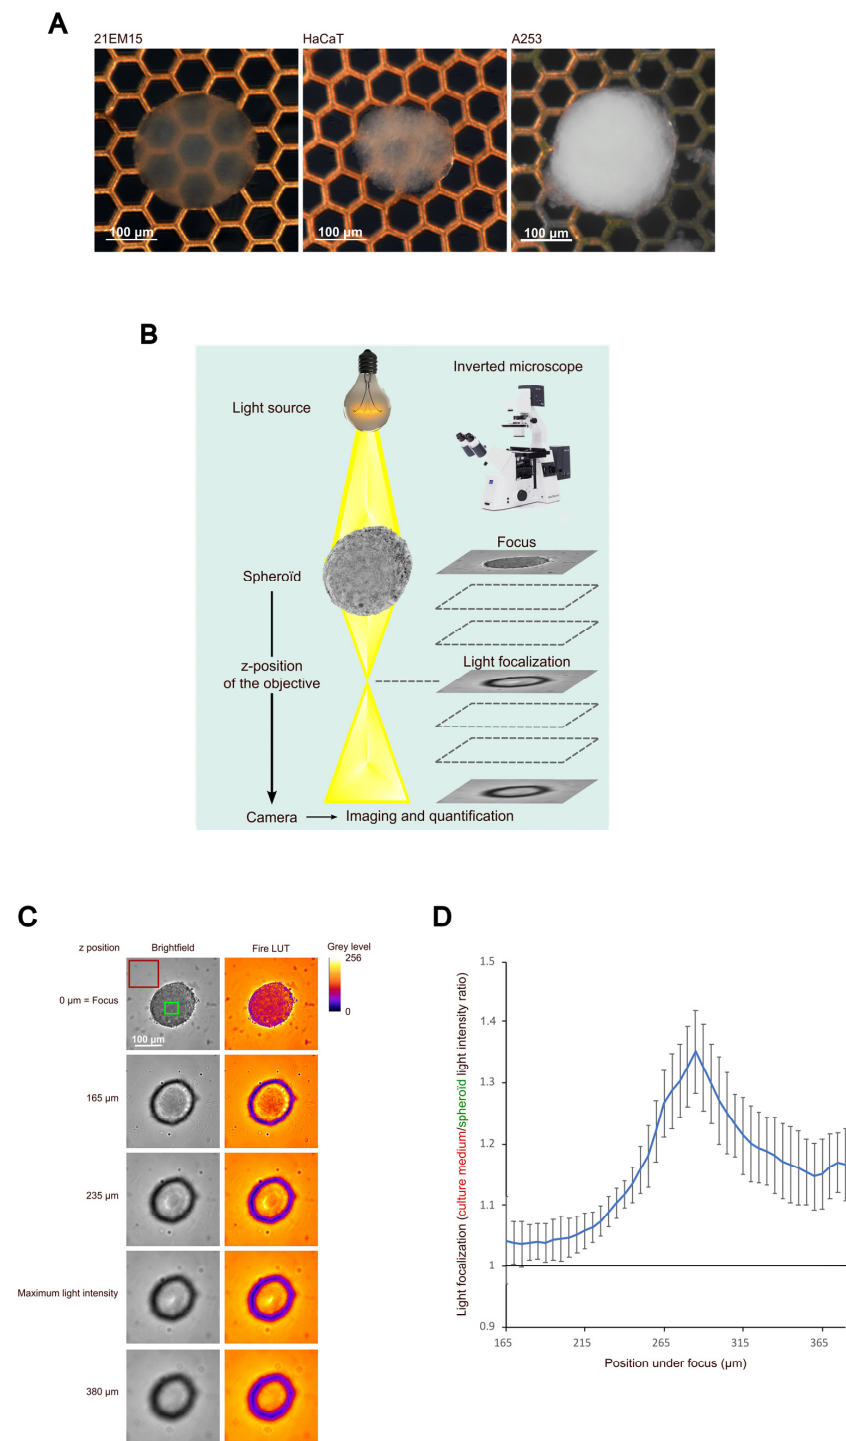 A
21EM15
HaCaT
A253
100 µm
100 µm
100 µm
B
Light source
Inverted microscope
Focus
Spheroïd
z-position
of the objective
Light focalization
Camera
Imaging and quantification
C
z position
Brightfield
Fire LUT
Grey level
256
0
0 µm = Focus
100 µm
165 µm
235 µm
Maximum light intensity
380 µm
D
Light focalization (culture medium/spheroïd light intensity ratio)
1.5
1.4
1.3
1.2
1.1
1
0.9
165
215
265
315
365
Position under focus (µm)